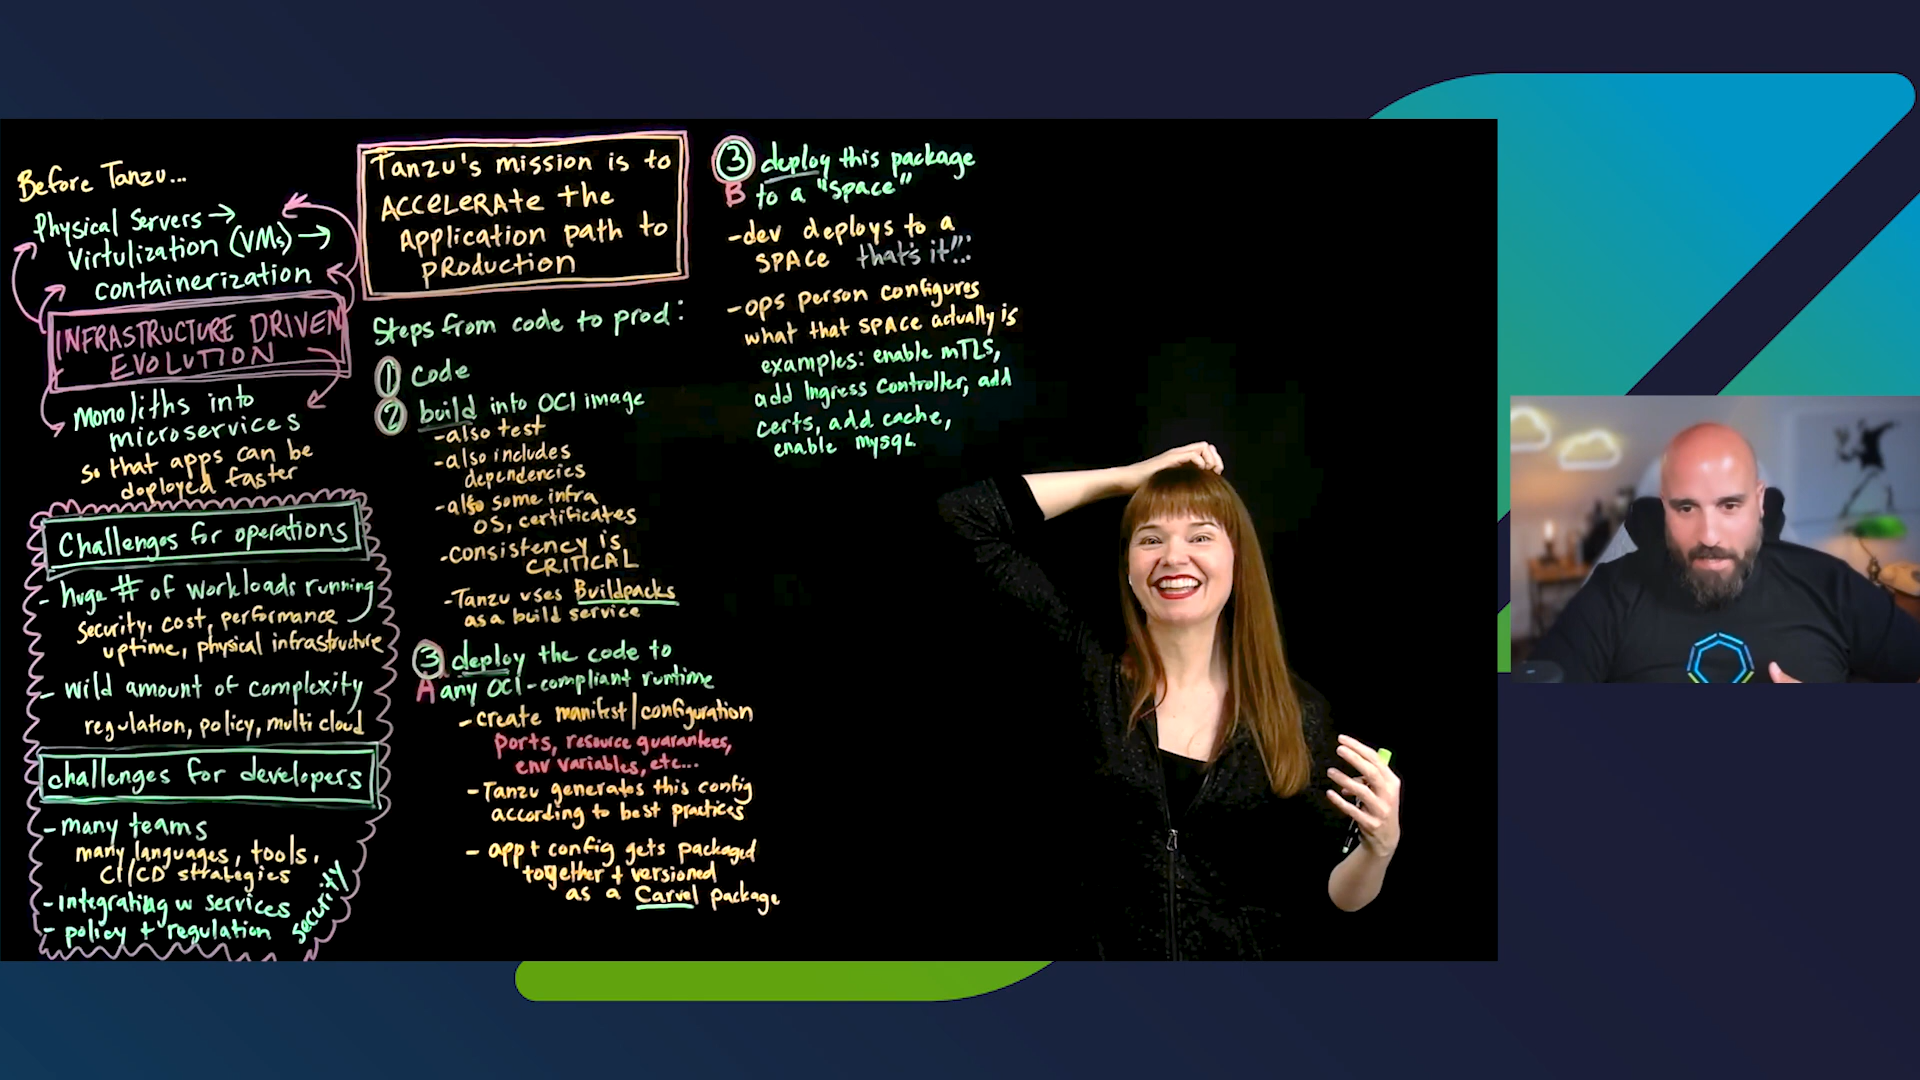 Before Tanzu...
Physical Servers →
Virtulization (VMs) →
containerization
INFRASTRUCTURE DRIVEN
EVOLUTION
Monoliths into
microservices
so that apps can be
deployed faster
Challenges for operations
- huge # of workloads running
security, cost, performance
uptime, physical infrastructure
- wild amount of complexity
regulation, policy, multi cloud
challenges for developers
- many teams
many languages, tools,
CI/CD strategies
- integrating w services
- policy + regulation
security
Tanzu's mission is to
ACCELERATE the
Application path to
PRODUCTION
Steps from code to prod:
1 Code
2 build into OCI image
- also test
- also includes
dependencies
- also some infra
OS, certificates
- consistency is
CRITICAL
- Tanzu uses Buildpacks
as a build service
3 deploy the code to
A any OCI-compliant runtime
- create manifest/configuration
ports, resource guarantees,
env variables, etc...
- Tanzu generates this config
according to best practices
- app + config gets packaged
together + versioned
as a Carvel package
3 deploy this package
B to a "space"
- dev deploys to a
SPACE that's it!!
- ops person configures
what that SPACE actually is
examples: enable mTLS,
add Ingress Controller, add
certs, add cache,
enable mysql